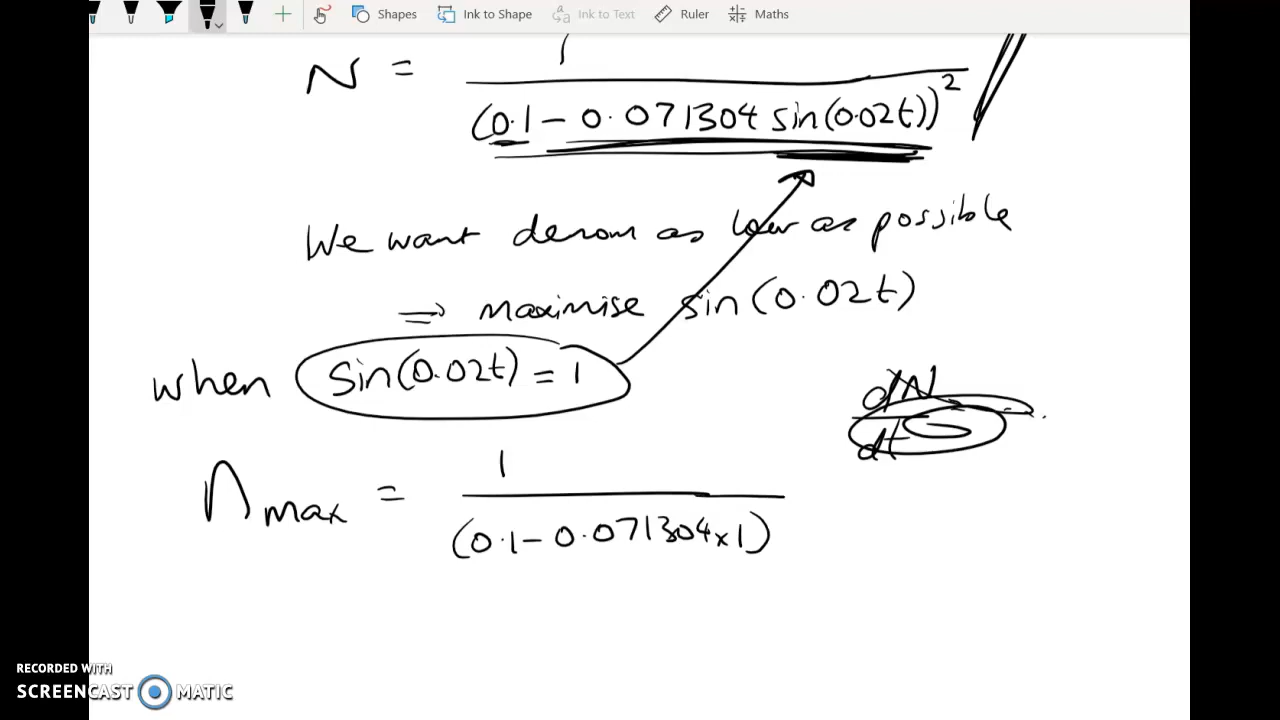 Shapes Ink to Shape Ink to Text Ruler Maths
N = 1 / (0.1 - 0.071304 sin(0.02t))²
We want denom as low as possible
⇒ maximise sin(0.02t)
when sin(0.02t) = 1
dN/dt
Nmax = 1 / (0.1 - 0.071304 × 1)
RECORDED WITH
SCREENCAST MATIC